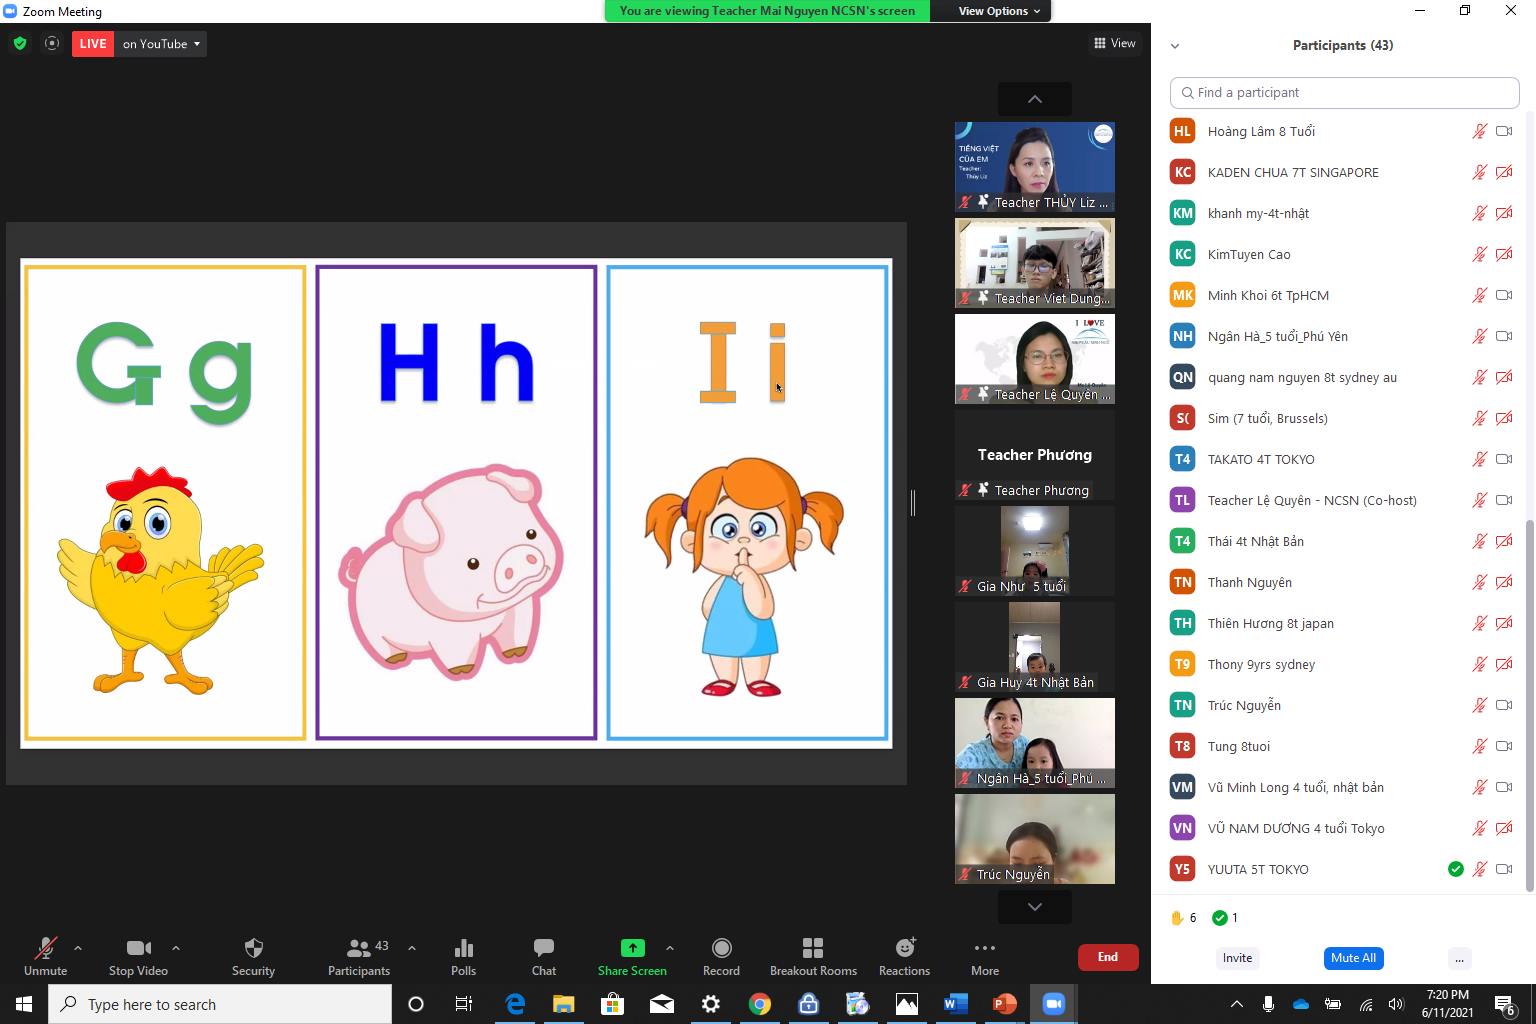 Zoom Meeting
You are viewing Teacher Mai Nguyen NCSN's screen
View Options
LIVE on YouTube
View
G g
H h
I i
TIẾNG VIỆT
CỦA EM
Teacher:
Thủy Liz
Teacher THỦY Liz ...
Teacher Viet Dung...
I LOVE
Teacher Lệ Quyên ...
Teacher Phương
Teacher Phương
Gia Như 5 tuổi
Gia Huy 4t Nhật Bản
Ngân Hà_5 tuổi_Phú ...
Trúc Nguyễn
Participants (43)
Find a participant
HL Hoàng Lâm 8 Tuổi
KC KADEN CHUA 7T SINGAPORE
KM khanh my-4t-nhật
KC KimTuyen Cao
MK Minh Khoi 6t TpHCM
NH Ngân Hà_5 tuổi_Phú Yên
QN quang nam nguyen 8t sydney au
S( Sim (7 tuổi, Brussels)
T4 TAKATO 4T TOKYO
TL Teacher Lệ Quyên - NCSN (Co-host)
T4 Thái 4t Nhật Bản
TN Thanh Nguyên
TH Thiên Hương 8t japan
T9 Thony 9yrs sydney
TN Trúc Nguyễn
T8 Tung 8tuoi
VM Vũ Minh Long 4 tuổi, nhật bản
VN VŨ NAM DƯƠNG 4 tuổi Tokyo
Y5 YUUTA 5T TOKYO
6 1
Invite Mute All ...
Unmute
Stop Video
Security
43
Participants
Polls
Chat
Share Screen
Record
Breakout Rooms
Reactions
More
End
Type here to search
7:20 PM
6/11/2021
6